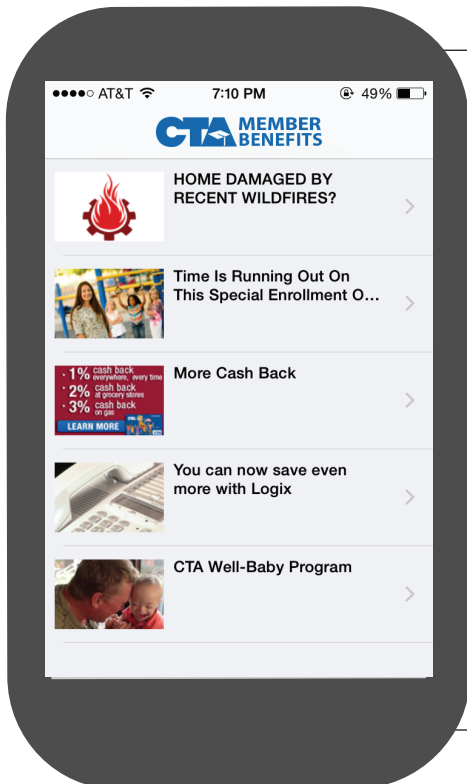 AT&T 7:10 PM 49%
CTA MEMBER
BENEFITS
HOME DAMAGED BY
RECENT WILDFIRES?
Time Is Running Out On
This Special Enrollment O...
· 1% cash back
everywhere, every time
· 2% cash back
at grocery stores
· 3% cash back
on gas
LEARN MORE
More Cash Back
You can now save even
more with Logix
CTA Well-Baby Program